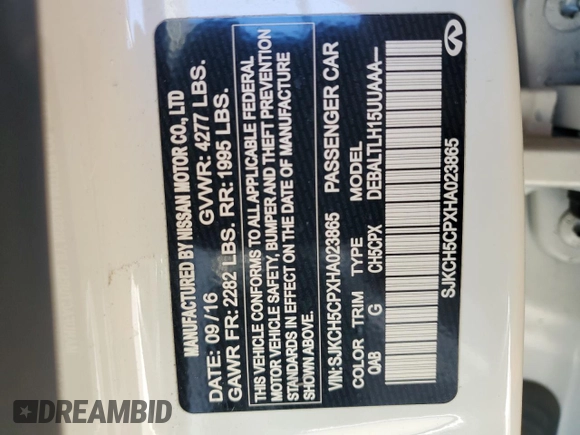 MANUFACTURED BY NISSAN MOTOR CO., LTD
DATE: 09 / 16 GVWR: 4277 LBS.
GAWR FR: 2282 LBS. RR: 1995 LBS.
THIS VEHICLE CONFORMS TO ALL APPLICABLE FEDERAL
MOTOR VEHICLE SAFETY, BUMPER AND THEFT PREVENTION
STANDARDS IN EFFECT ON THE DATE OF MANUFACTURE
SHOWN ABOVE.
VIN: SJKCH5CPXHA023865 PASSENGER CAR
COLOR TRIM TYPE MODEL
QAB G CH5CPX DEBALTLH15UUAAA—
SJKCH5CPXHA023865
DREAMBID